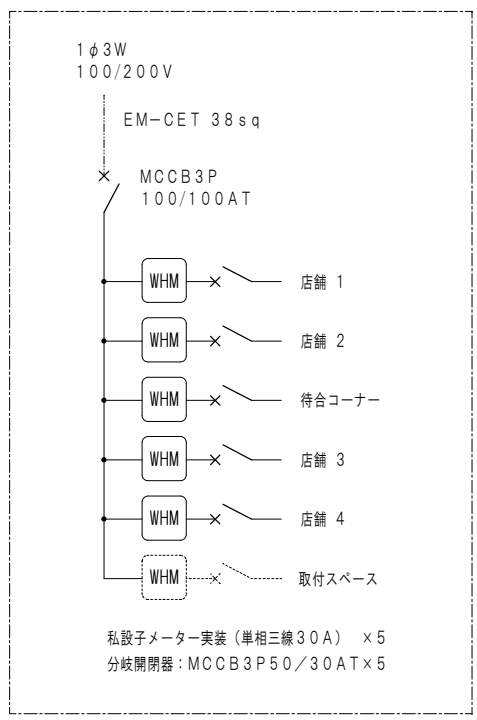 1φ3W
100/200V
EM－CET 38sq
MCCB3P
100/100AT
WHM 店舗 1
WHM 店舗 2
WHM 待合コーナー
WHM 店舗 3
WHM 店舗 4
WHM 取付スペース
私設子メーター実装（単相三線30A） ×5
分岐開閉器：MCCB3P50／30AT×5